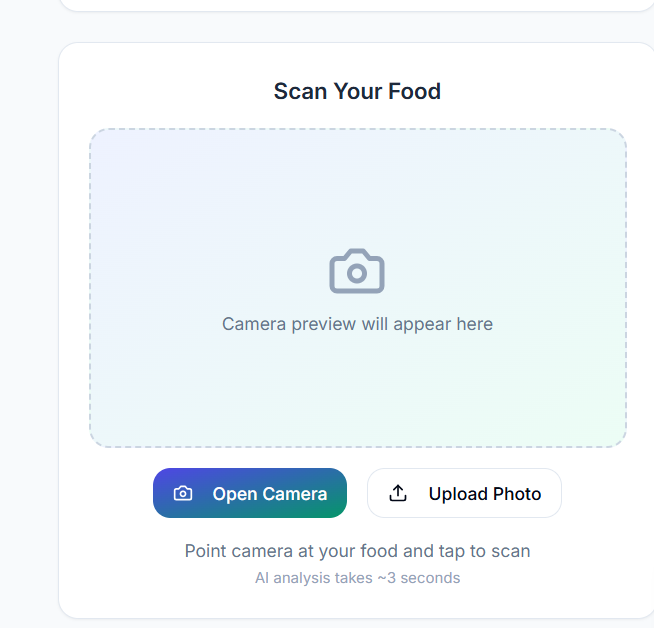 Scan Your Food
Camera preview will appear here
Open Camera
Upload Photo
Point camera at your food and tap to scan
AI analysis takes ~3 seconds